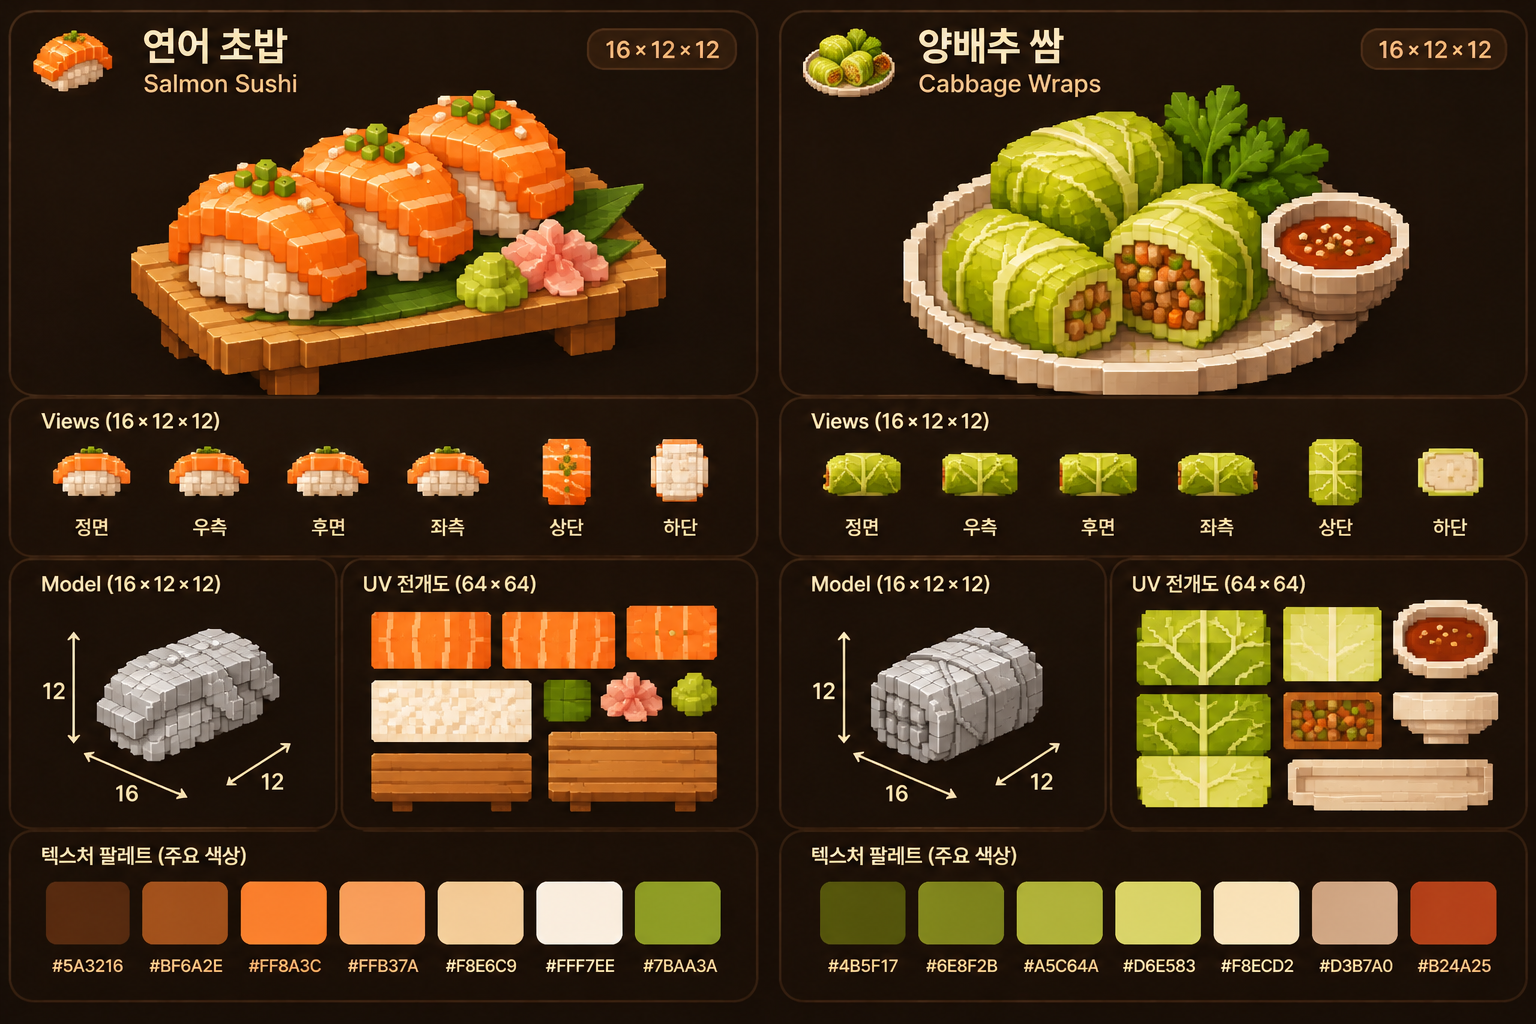 연어 초밥
Salmon Sushi
16×12×12
Views (16×12×12)
정면
우측
후면
좌측
상단
하단
Model (16×12×12)
12
16
12
UV 전개도 (64×64)
텍스처 팔레트 (주요 색상)
#5A3216
#BF6A2E
#FF8A3C
#FFB37A
#F8E6C9
#FFF7EE
#7BAA3A
양배추 쌈
Cabbage Wraps
16×12×12
Views (16×12×12)
정면
우측
후면
좌측
상단
하단
Model (16×12×12)
12
16
12
UV 전개도 (64×64)
텍스처 팔레트 (주요 색상)
#4B5F17
#6E8F2B
#A5C64A
#D6E583
#F8ECD2
#D3B7A0
#B24A25